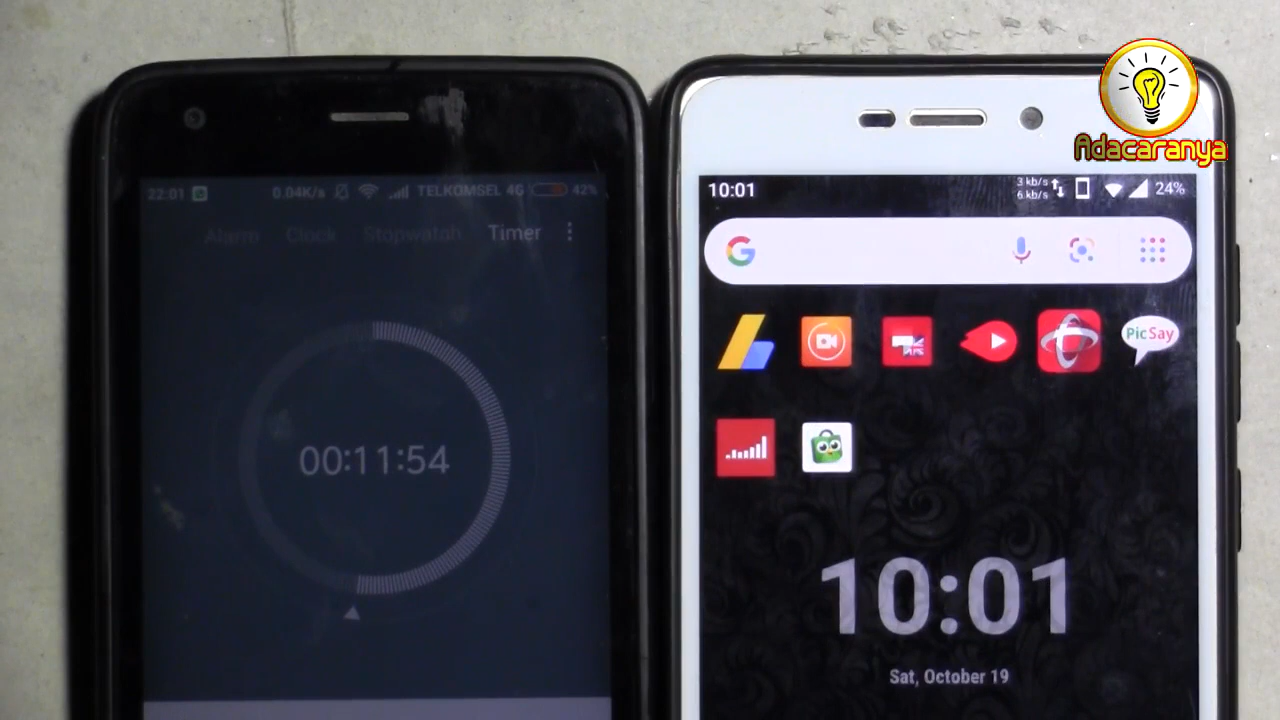 22:01 0.04K/s TELKOMSEL 4G 42%
Alarm Clock Stopwatch Timer
00:11:54
10:01 3 kb/s 6 kb/s 24%
PicSay
10:01
Sat, October 19
Adacaranya